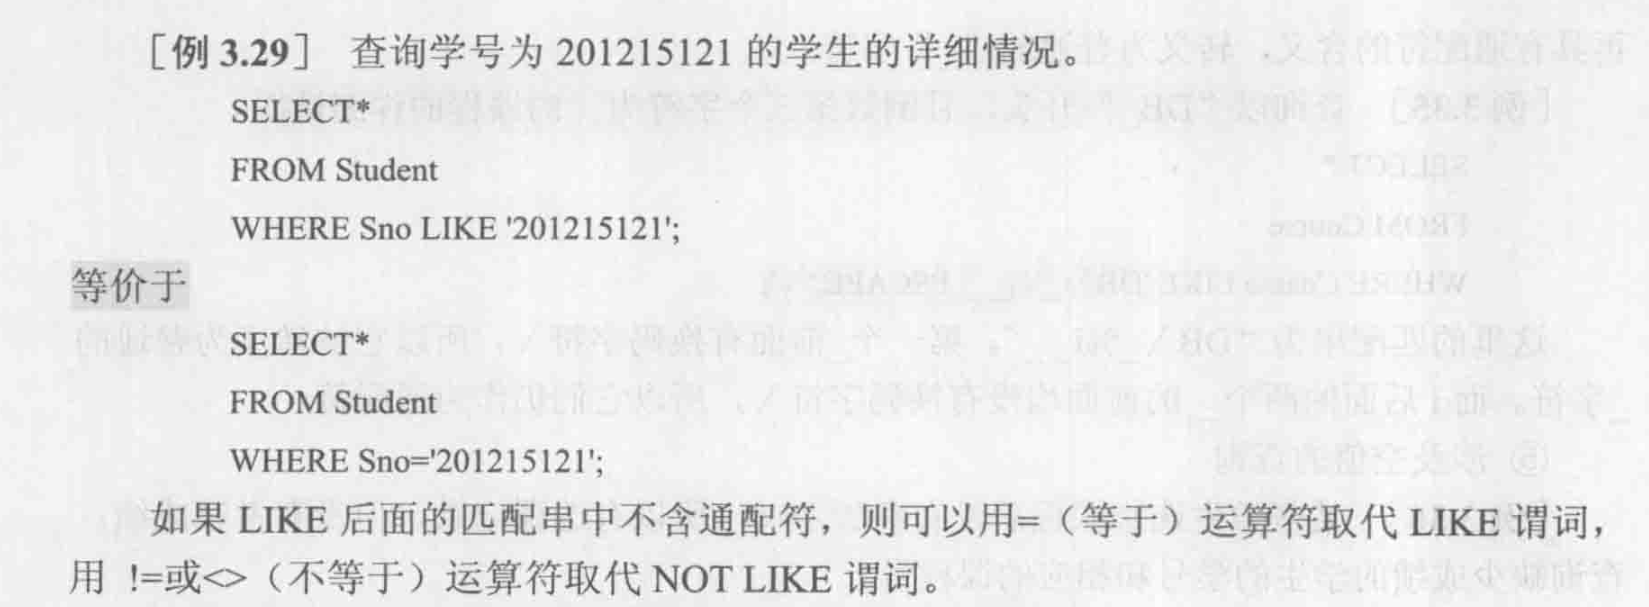 ［例 3.29］ 查询学号为 201215121 的学生的详细情况。
SELECT*
FROM Student
WHERE Sno LIKE '201215121';
等价于
SELECT*
FROM Student
WHERE Sno='201215121';
如果 LIKE 后面的匹配串中不含通配符，则可以用=（等于）运算符取代 LIKE 谓词，
用 !=或<>（不等于）运算符取代 NOT LIKE 谓词。